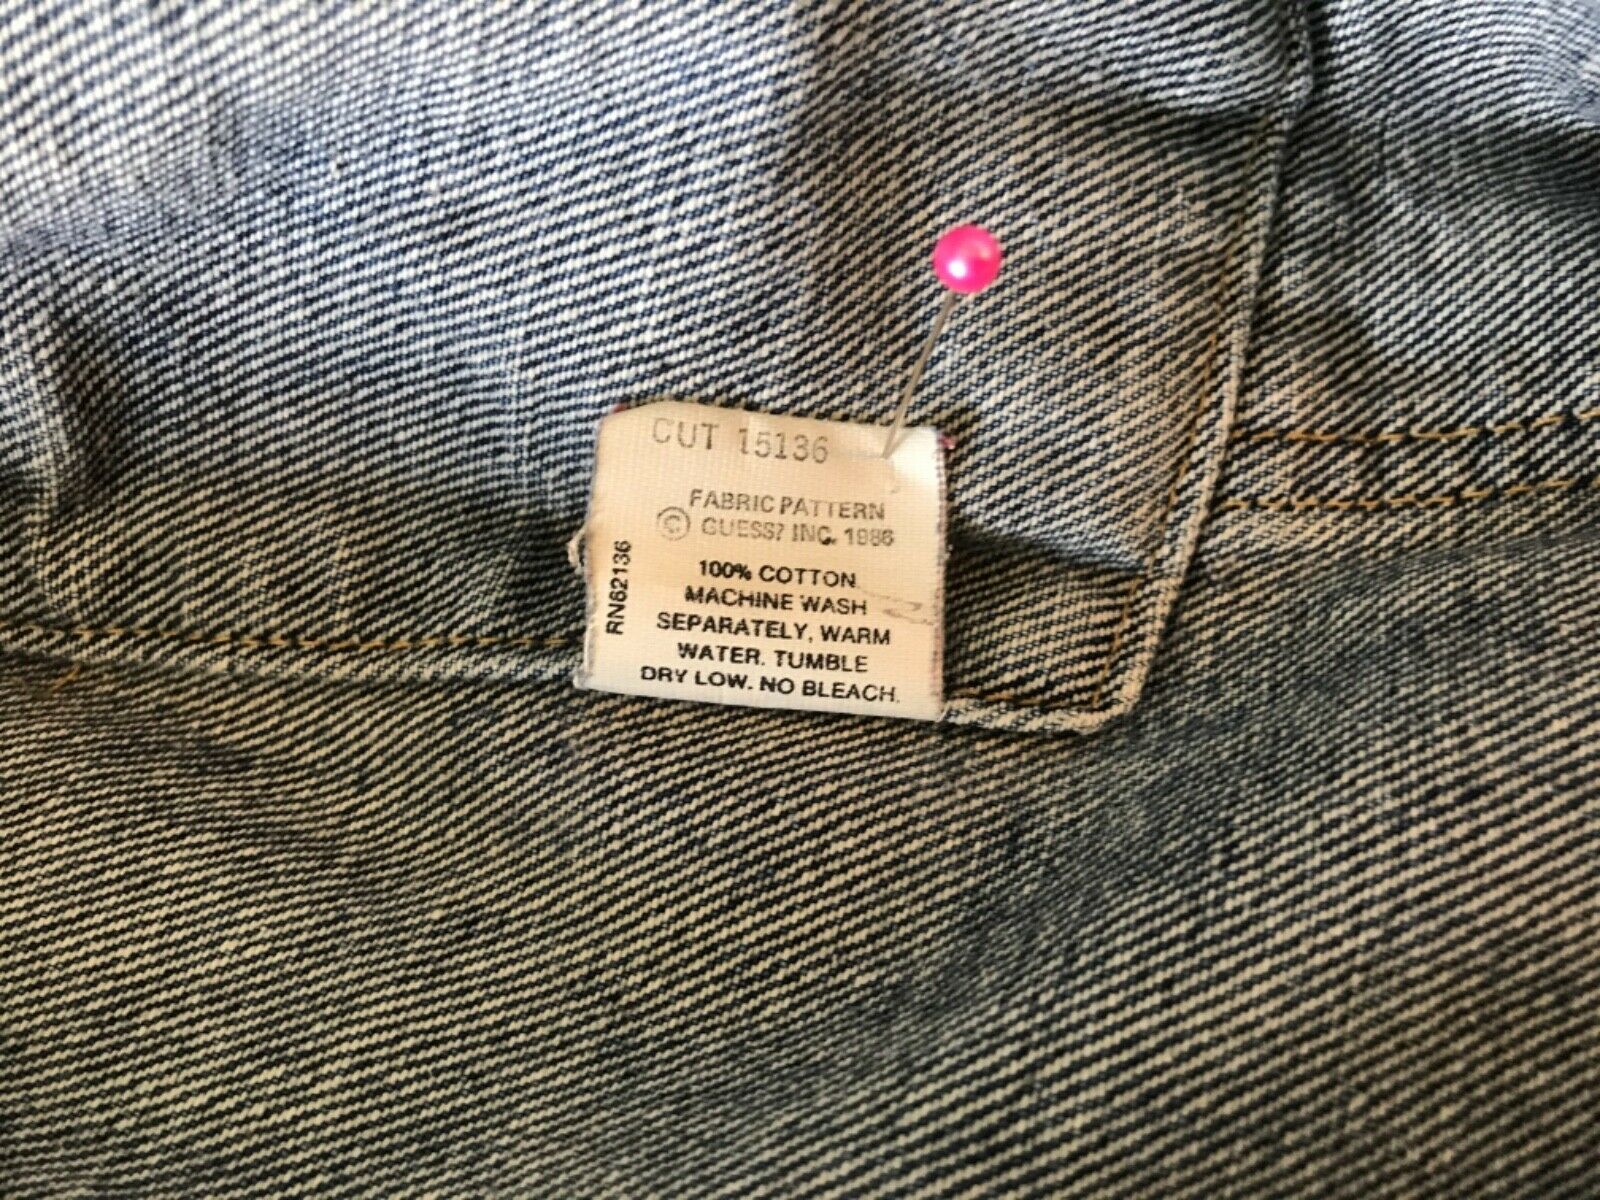 CUT 15136
FABRIC PATTERN
© GUESS? INC. 1986
100% COTTON
MACHINE WASH
SEPARATELY, WARM
WATER. TUMBLE
DRY LOW. NO BLEACH.
RN62136